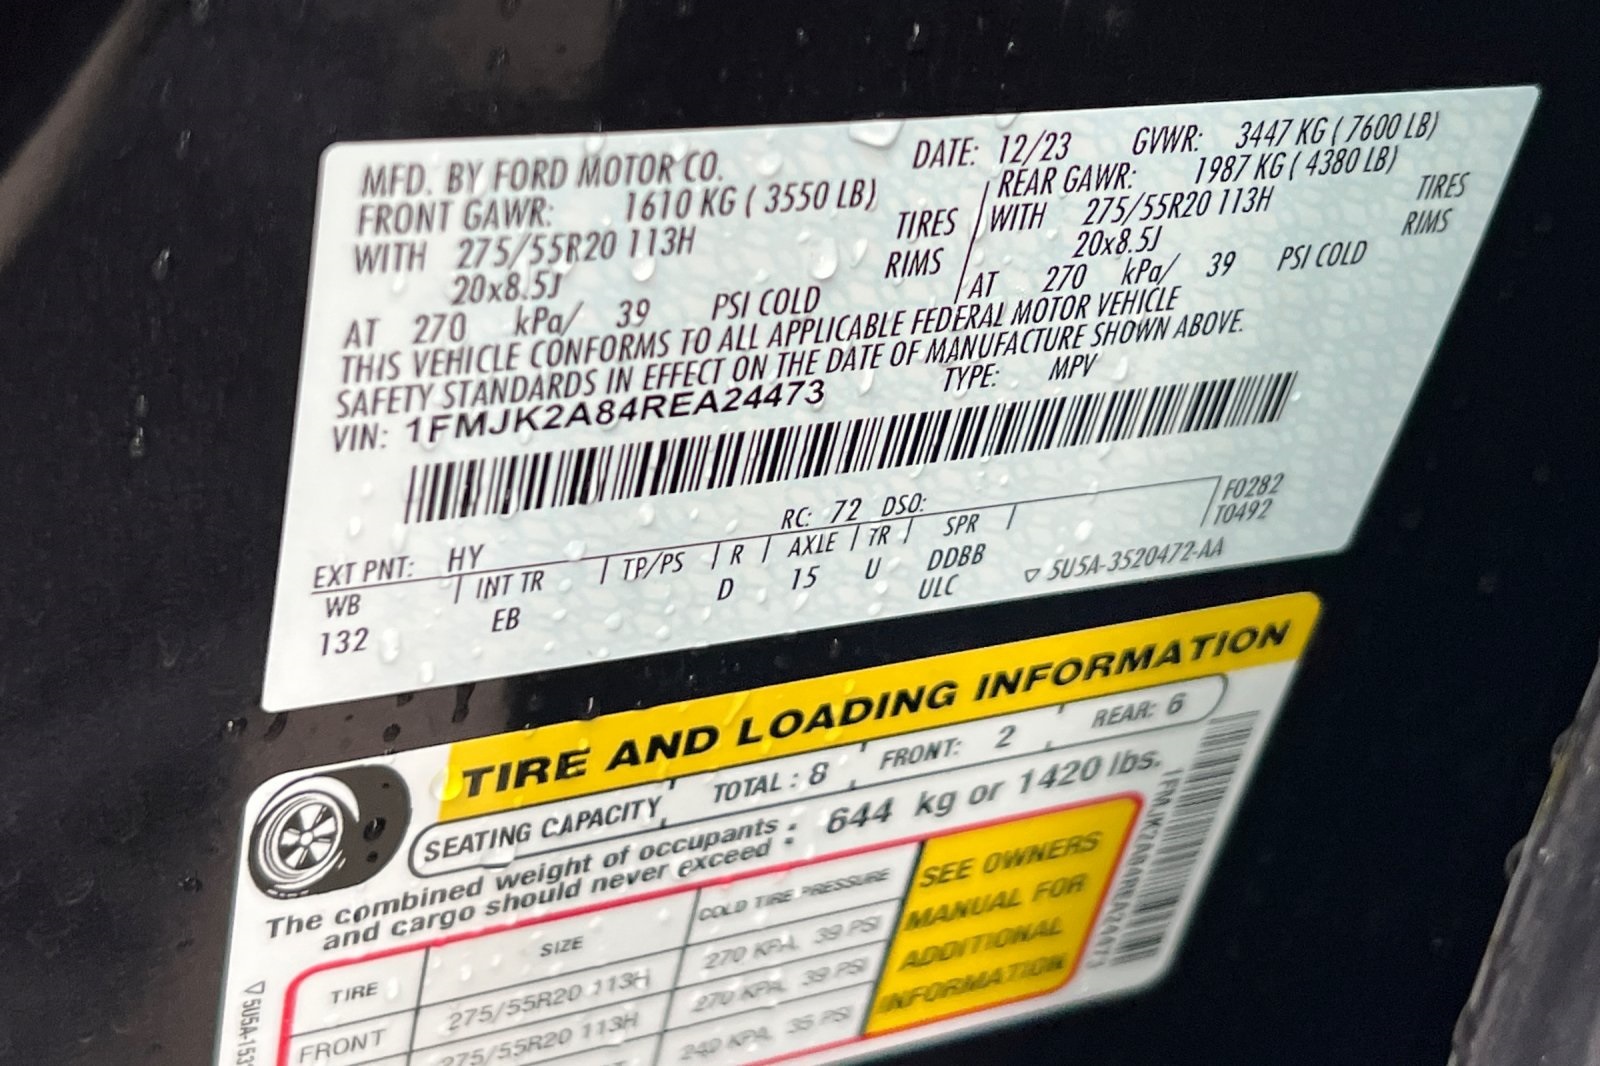 MFD. BY FORD MOTOR CO. DATE: 12/23 GVWR: 3447 KG ( 7600 LB)
FRONT GAWR: 1610 KG ( 3550 LB) REAR GAWR: 1987 KG ( 4380 LB)
WITH 275/55R20 113H TIRES WITH 275/55R20 113H TIRES
20x8.5J RIMS 20x8.5J RIMS
AT 270 kPa/ 39 PSI COLD AT 270 kPa/ 39 PSI COLD
THIS VEHICLE CONFORMS TO ALL APPLICABLE FEDERAL MOTOR VEHICLE
SAFETY STANDARDS IN EFFECT ON THE DATE OF MANUFACTURE SHOWN ABOVE.
VIN: 1FMJK2A84REA24473 TYPE: MPV
F0282
EXT PNT: HY RC: 72 DSO: T0492
WB INT TR TP/PS R AXLE TR SPR
132 EB D 15 U DDBB
ULC ▽ 5U5A-3520472-AA
TIRE AND LOADING INFORMATION
SEATING CAPACITY TOTAL : 8 FRONT: 2 REAR: 6
The combined weight of occupants
and cargo should never exceed : 644 kg or 1420 lbs.
TIRE SIZE COLD TIRE PRESSURE
FRONT 275/55R20 113H 270 KPA, 39 PSI
275/55R20 113H 270 KPA, 39 PSI
240 KPA, 35 PSI
SEE OWNERS
MANUAL FOR
ADDITIONAL
INFORMATION
1FMJK2A84REA24473
▽ 5U5A-153